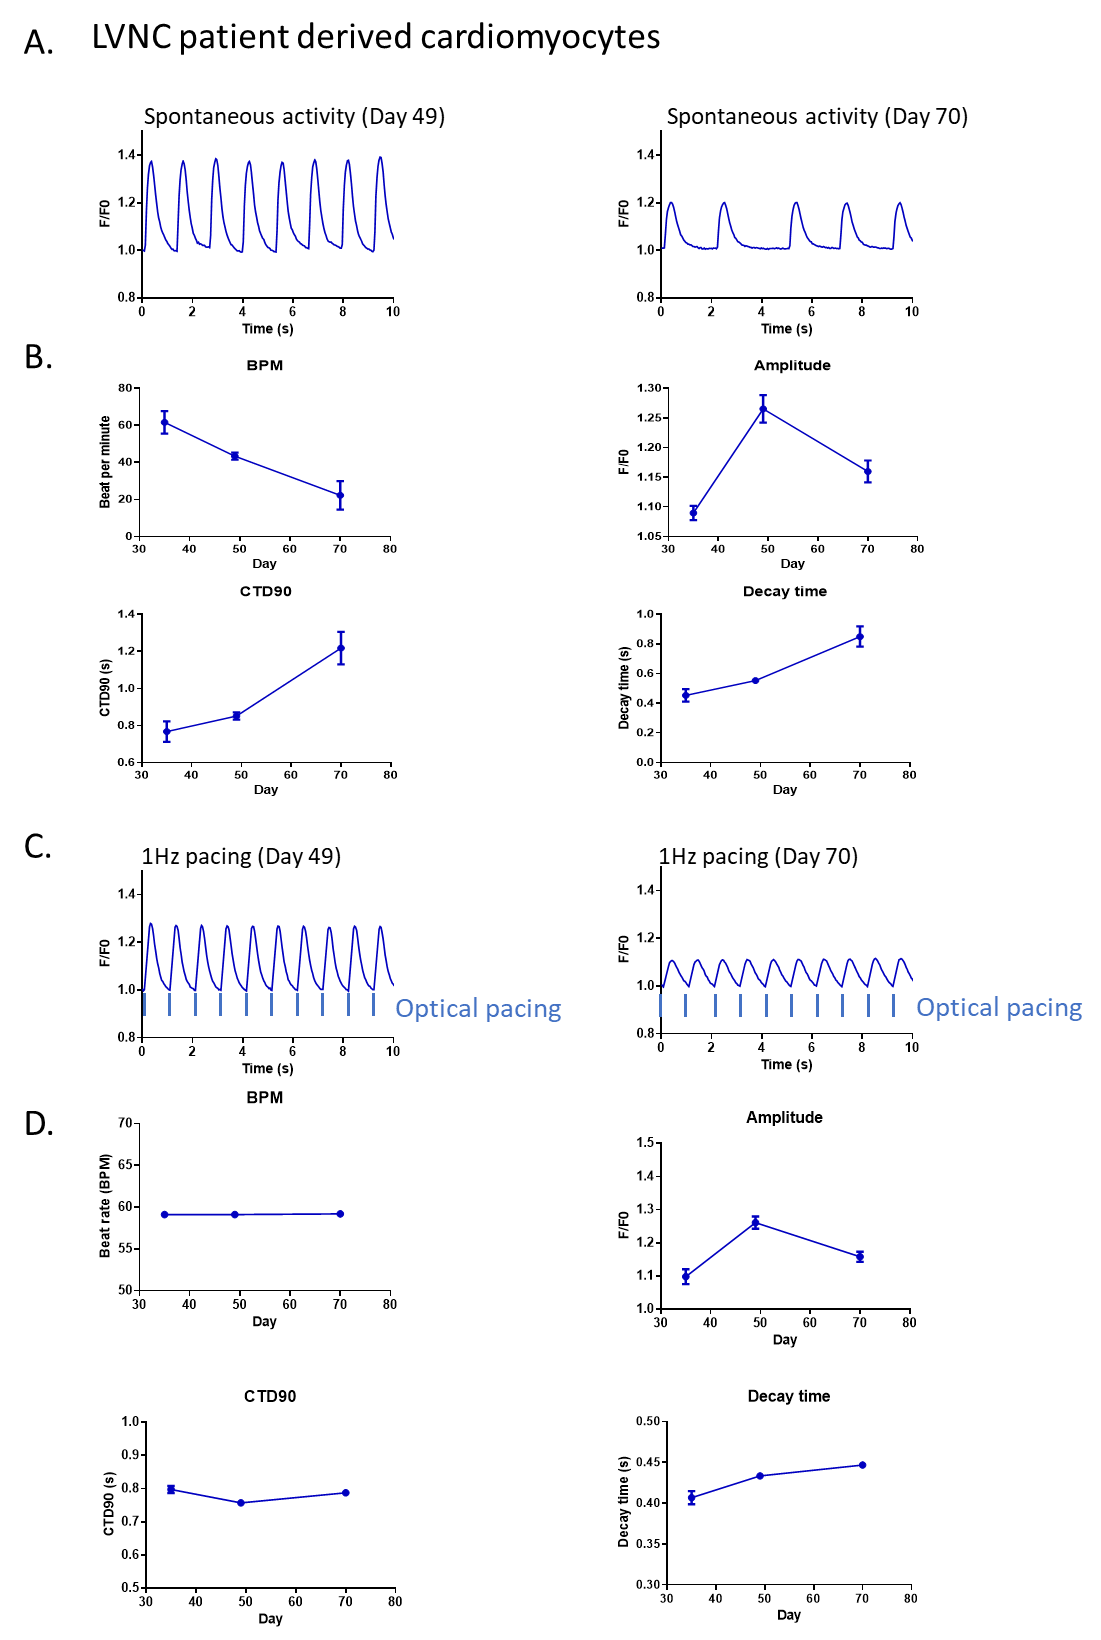 A. LVNC patient derived cardiomyocytes
Spontaneous activity (Day 49)
1.4
1.2
1.0
0.8
F/F0
0 2 4 6 8 10
Time (s)
Spontaneous activity (Day 70)
1.4
1.2
1.0
0.8
F/F0
0 2 4 6 8 10
Time (s)
B.
BPM
80
60
40
20
0
Beat per minute
30 40 50 60 70 80
Day
Amplitude
1.30
1.25
1.20
1.15
1.10
1.05
F/F0
30 40 50 60 70 80
Day
CTD90
1.4
1.2
1.0
0.8
0.6
CTD90 (s)
30 40 50 60 70 80
Day
Decay time
1.0
0.8
0.6
0.4
0.2
0.0
Decay time (s)
30 40 50 60 70 80
Day
C.
1Hz pacing (Day 49)
1.4
1.2
1.0
0.8
F/F0
Optical pacing
0 2 4 6 8 10
Time (s)
1Hz pacing (Day 70)
1.4
1.2
1.0
0.8
F/F0
Optical pacing
0 2 4 6 8 10
Time (s)
D.
BPM
70
65
60
55
50
Beat rate (BPM)
30 40 50 60 70 80
Day
Amplitude
1.5
1.4
1.3
1.2
1.1
1.0
F/F0
30 40 50 60 70 80
Day
CTD90
1.0
0.9
0.8
0.7
0.6
0.5
CTD90 (s)
30 40 50 60 70 80
Day
Decay time
0.50
0.45
0.40
0.35
0.30
Decay time (s)
30 40 50 60 70 80
Day